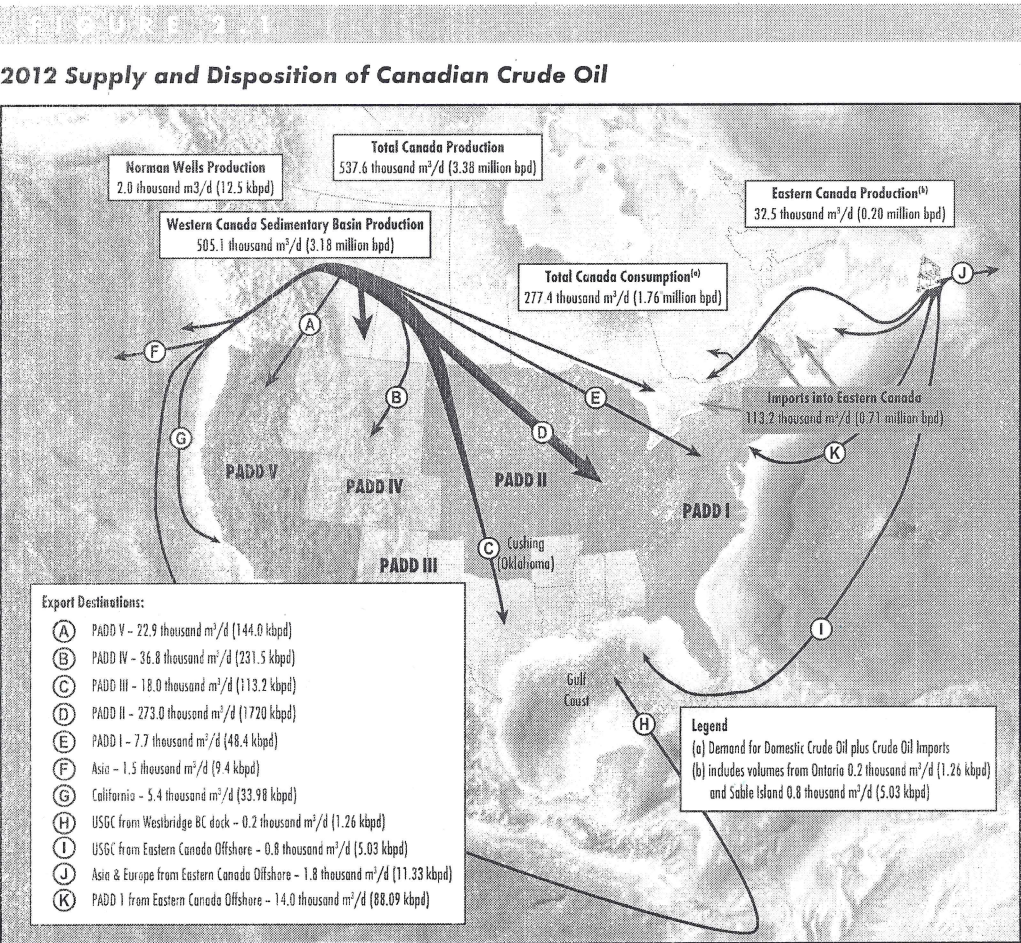 FIGURE 2.1
2012 Supply and Disposition of Canadian Crude Oil
Total Canada Production
537.6 thousand m³/d (3.38 million bpd)
Norman Wells Production
2.0 thousand m3/d (12.5 kbpd)
Eastern Canada Production(b)
32.5 thousand m³/d (0.20 million bpd)
Western Canada Sedimentary Basin Production
505.1 thousand m³/d (3.18 million bpd)
Total Canada Consumption(a)
277.4 thousand m³/d (1.76 million bpd)
J
A
F
B
E
Imports into Eastern Canada
113.2 thousand m³/d (0.71 million bpd)
G
D
K
PADD V
PADD IV
PADD II
PADD I
C
Cushing
(Oklahoma)
PADD III
I
Gulf
Coast
H
Export Destinations:
A PADD V – 22.9 thousand m³/d (144.0 kbpd)
B PADD IV – 36.8 thousand m³/d (231.5 kbpd)
C PADD III – 18.0 thousand m³/d (113.2 kbpd)
D PADD II – 273.0 thousand m³/d (1720 kbpd)
E PADD I – 7.7 thousand m³/d (48.4 kbpd)
F Asia – 1.5 thousand m³/d (9.4 kbpd)
G California – 5.4 thousand m³/d (33.98 kbpd)
H USGC from Westbridge BC dock – 0.2 thousand m³/d (1.26 kbpd)
I USGC from Eastern Canada Offshore – 0.8 thousand m³/d (5.03 kbpd)
J Asia & Europe from Eastern Canada Offshore – 1.8 thousand m³/d (11.33 kbpd)
K PADD 1 from Eastern Canada Offshore – 14.0 thousand m³/d (88.09 kbpd)
Legend
(a) Demand for Domestic Crude Oil plus Crude Oil Imports
(b) includes volumes from Ontario 0.2 thousand m³/d (1.26 kbpd)
and Sable Island 0.8 thousand m³/d (5.03 kbpd)